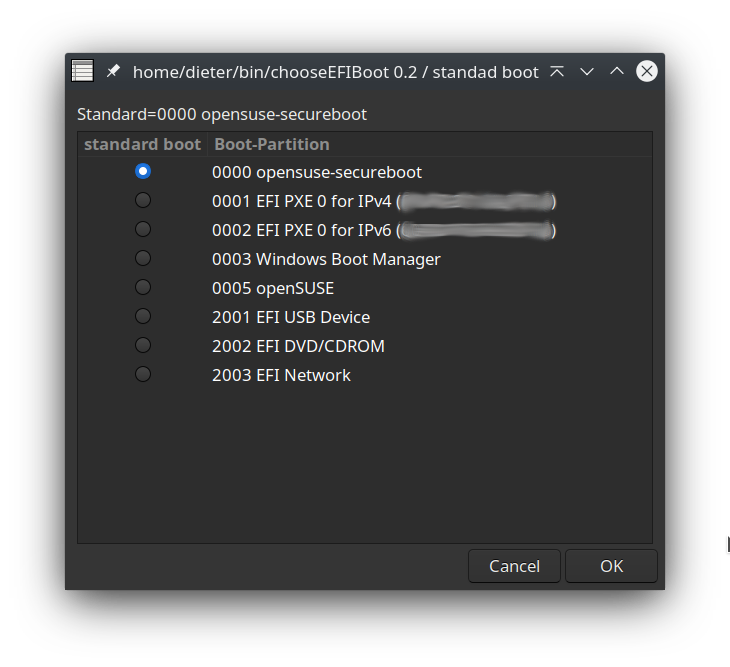 home/dieter/bin/chooseEFIBoot 0.2 / standad boot
Standard=0000 opensuse-secureboot
standard boot Boot-Partition
0000 opensuse-secureboot
0001 EFI PXE 0 for IPv4 ( )
0002 EFI PXE 0 for IPv6 ( )
0003 Windows Boot Manager
0005 openSUSE
2001 EFI USB Device
2002 EFI DVD/CDROM
2003 EFI Network
Cancel OK